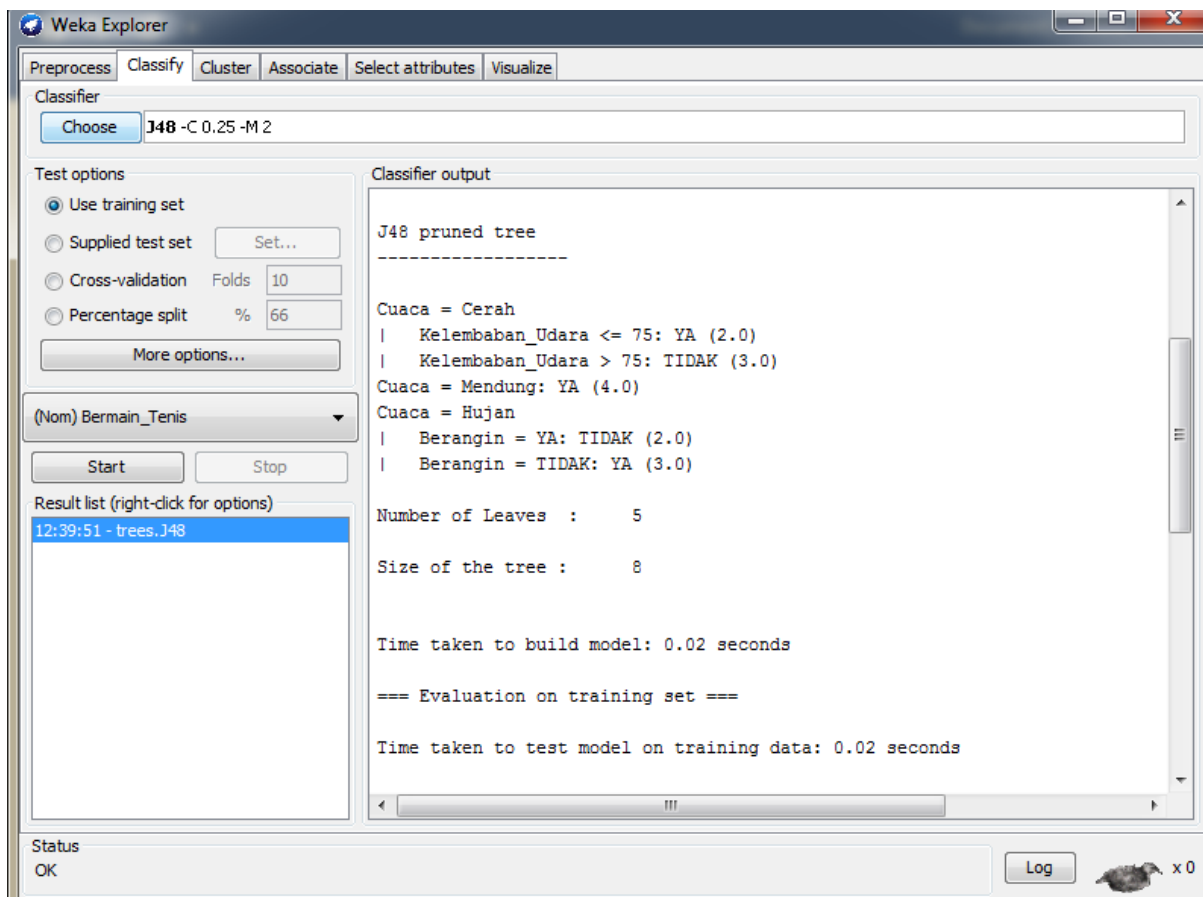 Weka Explorer
Preprocess Classify Cluster Associate Select attributes Visualize
Classifier
Choose J48 -C 0.25 -M 2
Test options
Use training set
Supplied test set Set...
Cross-validation Folds 10
Percentage split % 66
More options...
(Nom) Bermain_Tenis
Start Stop
Result list (right-click for options)
12:39:51 - trees.J48
Classifier output
J48 pruned tree
------------------
Cuaca = Cerah
|   Kelembaban_Udara <= 75: YA (2.0)
|   Kelembaban_Udara > 75: TIDAK (3.0)
Cuaca = Mendung: YA (4.0)
Cuaca = Hujan
|   Berangin = YA: TIDAK (2.0)
|   Berangin = TIDAK: YA (3.0)
Number of Leaves  :     5
Size of the tree :      8
Time taken to build model: 0.02 seconds
=== Evaluation on training set ===
Time taken to test model on training data: 0.02 seconds
Status
OK
Log x 0